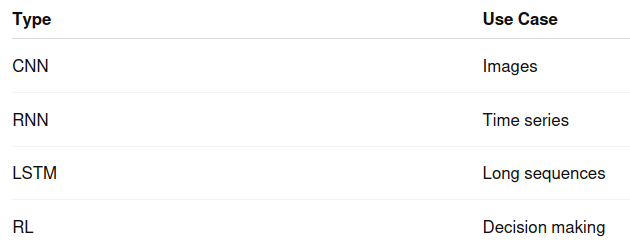 Type Use Case
CNN Images
RNN Time series
LSTM Long sequences
RL Decision making